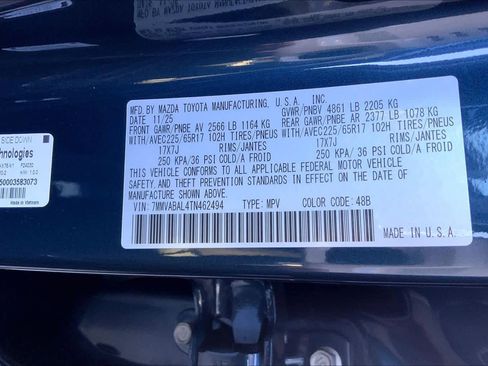 MFD. BY MAZDA TOYOTA MANUFACTURING, U.S.A., INC.
DATE 11/25 GVWR/PNBV 4861 LB 2205 KG
FRONT GAWR/PNBE AV 2566 LB 1164 KG REAR GAWR/PNBE AR 2377 LB 1078 KG
WITH/AVEC225/65R17 102H TIRES/PNEUS WITH/AVEC225/65R17 102H TIRES/PNEUS
17X7J RIMS/JANTES 17X7J RIMS/JANTES
250 KPA/36 PSI COLD/A FROID 250 KPA/36 PSI COLD/A FROID
THIS VEHICLE CONFORMS TO ALL APPLICABLE FEDERAL MOTOR VEHICLE
SAFETY AND THEFT PREVENTION STANDARDS IN EFFECT ON THE DATE OF
MANUFACTURE SHOWN ABOVE.
VIN: 7MMVABAL4TN462494 TYPE: MPV COLOR CODE: 48B
MADE IN U.S.A.
SIDE DOWN
hnologies
50003583073